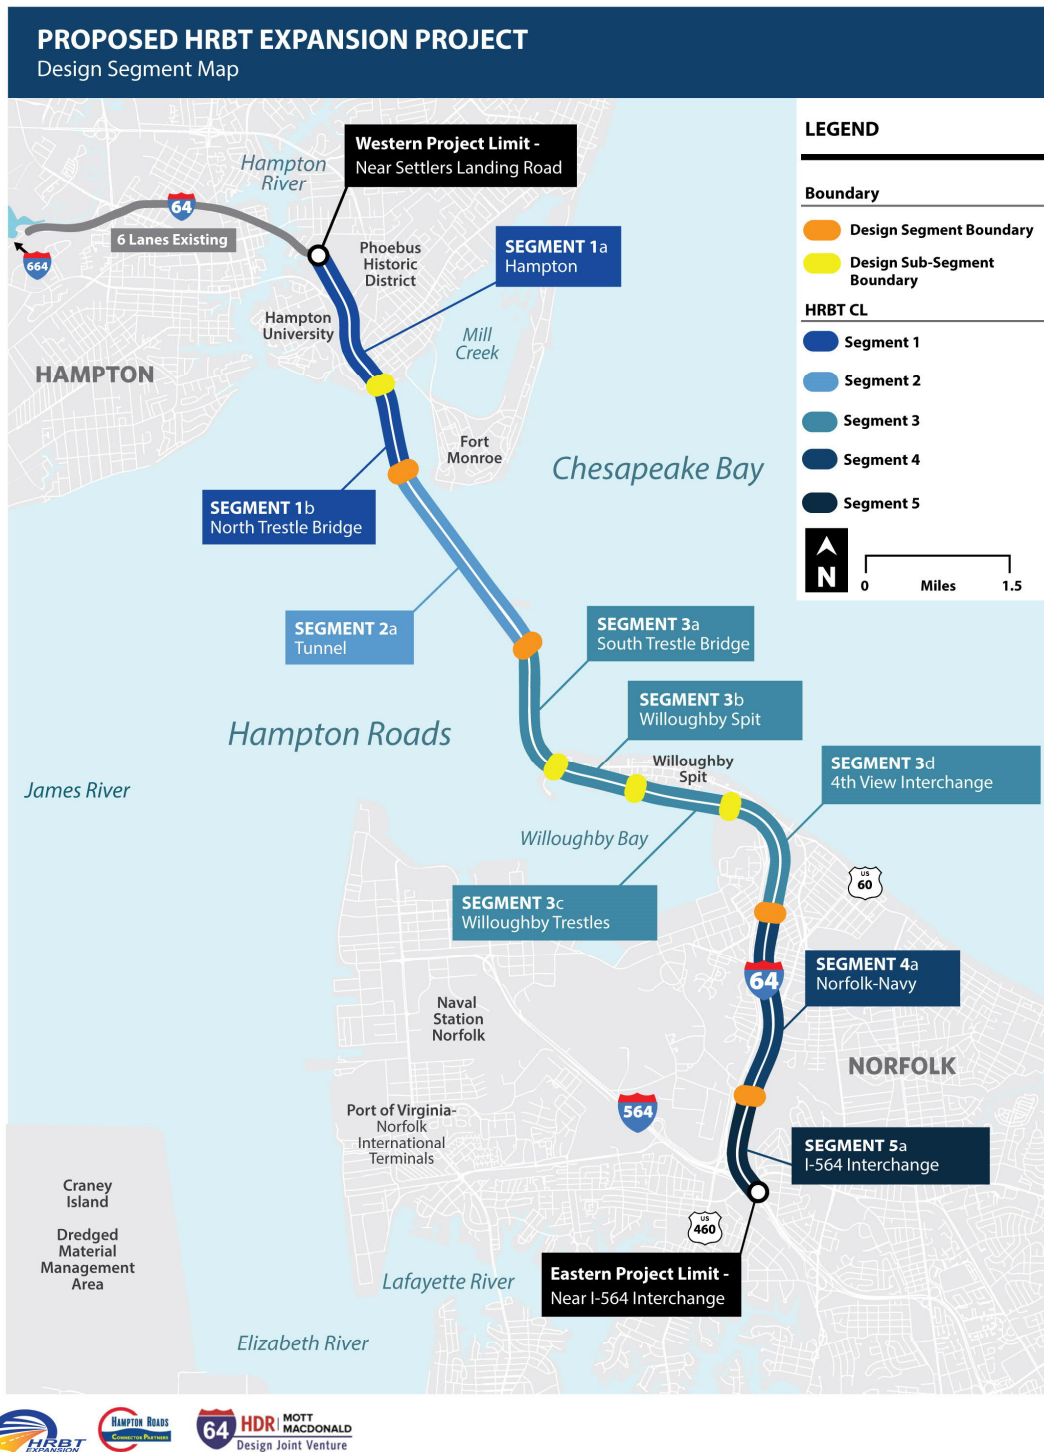 PROPOSED HRBT EXPANSION PROJECT
Design Segment Map
Western Project Limit -
Near Settlers Landing Road
Hampton
River
64
6 Lanes Existing
664
Phoebus
Historic
District
SEGMENT 1a
Hampton
Hampton
University
Mill
Creek
HAMPTON
Fort
Monroe
Chesapeake Bay
SEGMENT 1b
North Trestle Bridge
LEGEND
Boundary
Design Segment Boundary
Design Sub-Segment
Boundary
HRBT CL
Segment 1
Segment 2
Segment 3
Segment 4
Segment 5
N
0 Miles 1.5
SEGMENT 2a
Tunnel
SEGMENT 3a
South Trestle Bridge
SEGMENT 3b
Willoughby Spit
Hampton Roads
Willoughby
Spit
SEGMENT 3d
4th View Interchange
James River
Willoughby Bay
US
60
SEGMENT 3c
Willoughby Trestles
64
SEGMENT 4a
Norfolk-Navy
Naval
Station
Norfolk
NORFOLK
564
Port of Virginia-
Norfolk
International
Terminals
SEGMENT 5a
I-564 Interchange
Craney
Island
Dredged
Material
Management
Area
US
460
Eastern Project Limit -
Near I-564 Interchange
Lafayette River
Elizabeth River
HRBT
EXPANSION
HAMPTON ROADS
CONNECTOR PARTNERS
64
HDR
MOTT
MACDONALD
Design Joint Venture